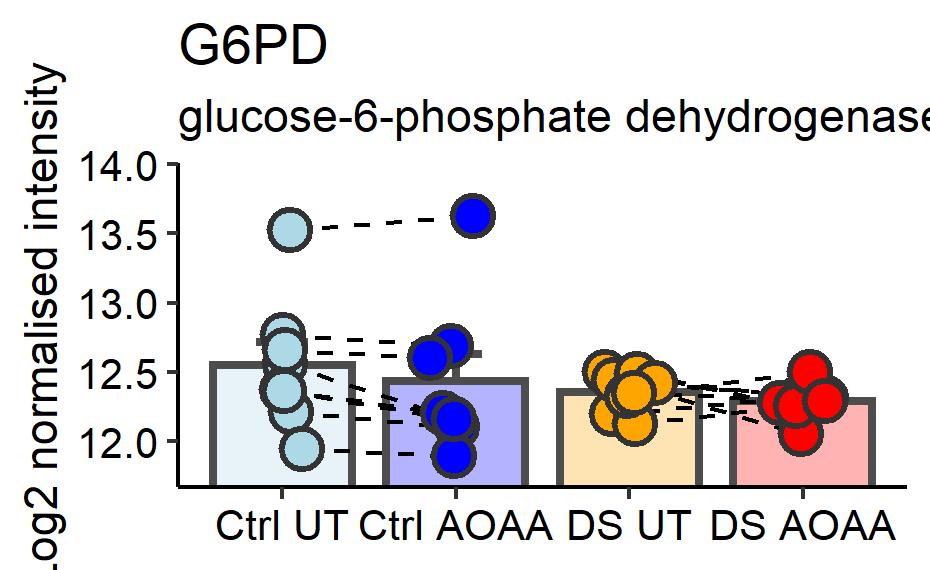 G6PD
glucose-6-phosphate dehydrogenase
Log2 normalised intensity
14.0
13.5
13.0
12.5
12.0
Ctrl UT Ctrl AOAA DS UT DS AOAA